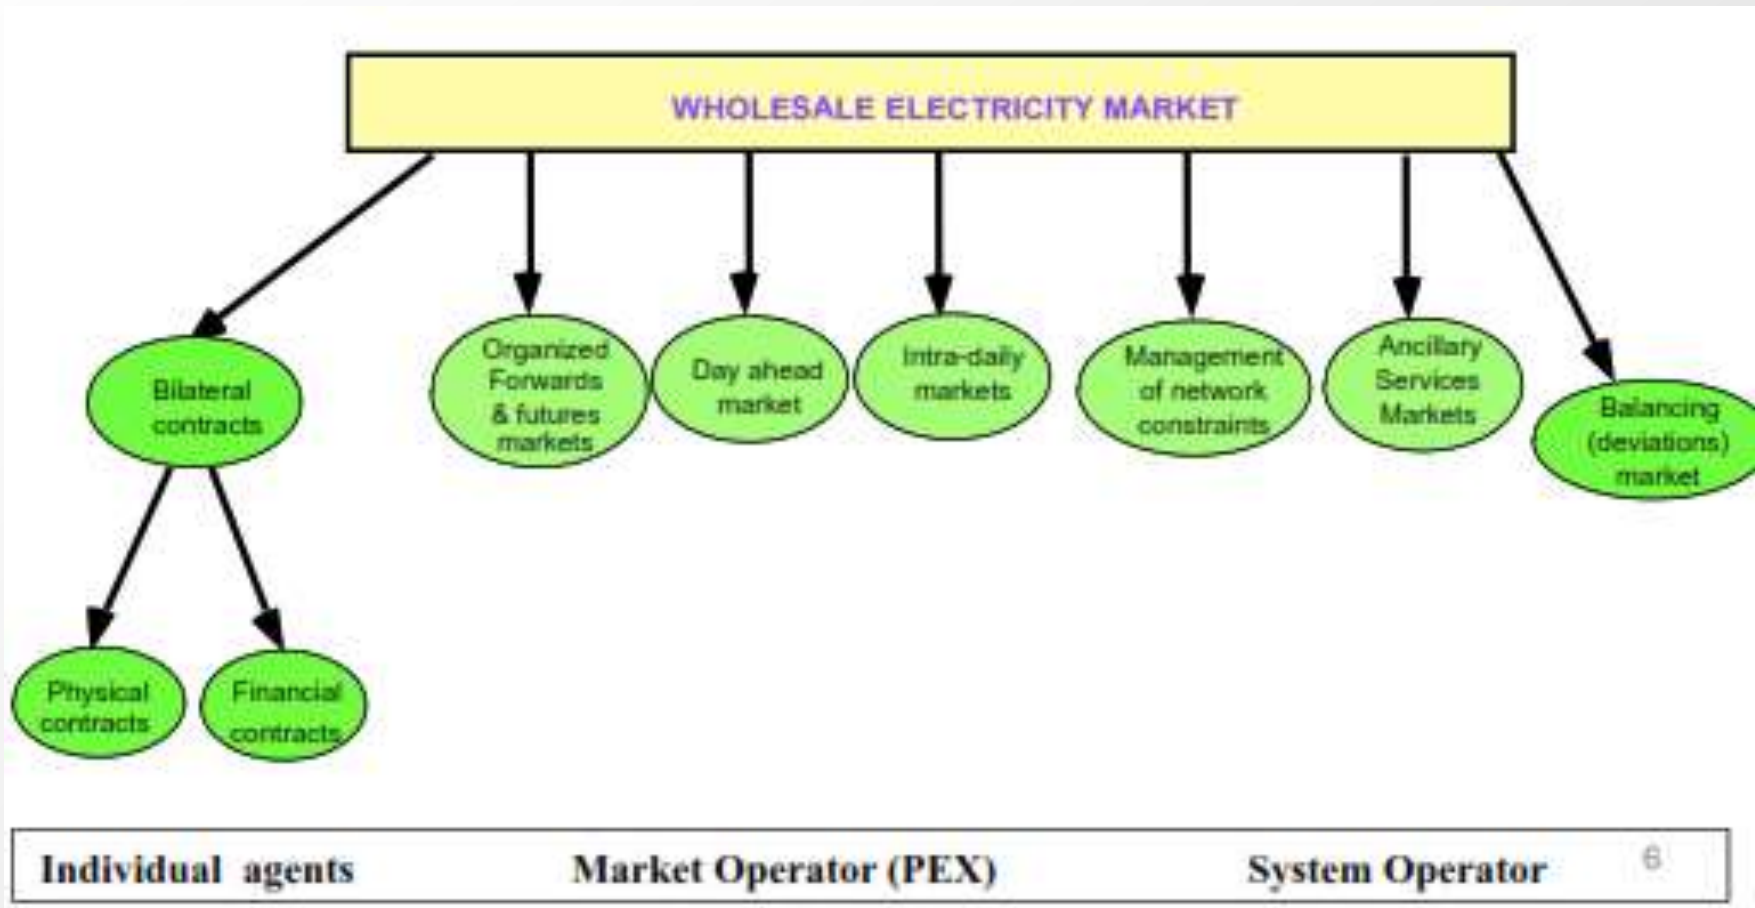 WHOLESALE ELECTRICITY MARKET
Bilateral
contracts
Organized
Forwards
& futures
markets
Day ahead
market
Intra-daily
markets
Management
of network
constraints
Ancillary
Services
Markets
Balancing
(deviations)
market
Physical
contracts
Financial
contracts
Individual agents Market Operator (PEX) System Operator
6